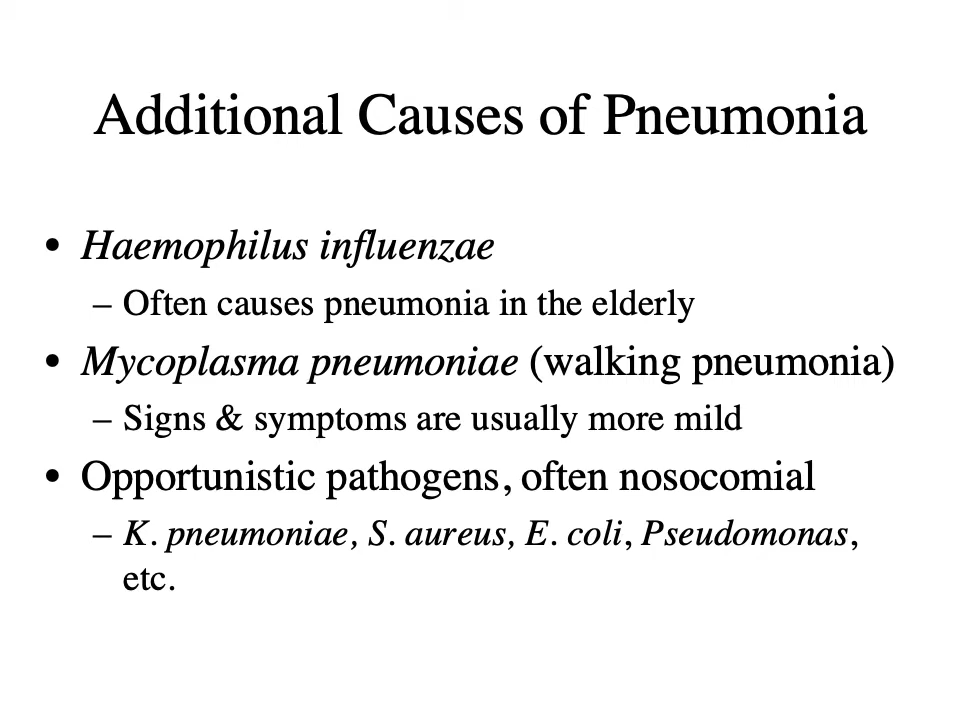 Additional Causes of Pneumonia
• Haemophilus influenzae
– Often causes pneumonia in the elderly
• Mycoplasma pneumoniae (walking pneumonia)
– Signs & symptoms are usually more mild
• Opportunistic pathogens, often nosocomial
– K. pneumoniae, S. aureus, E. coli, Pseudomonas,
etc.